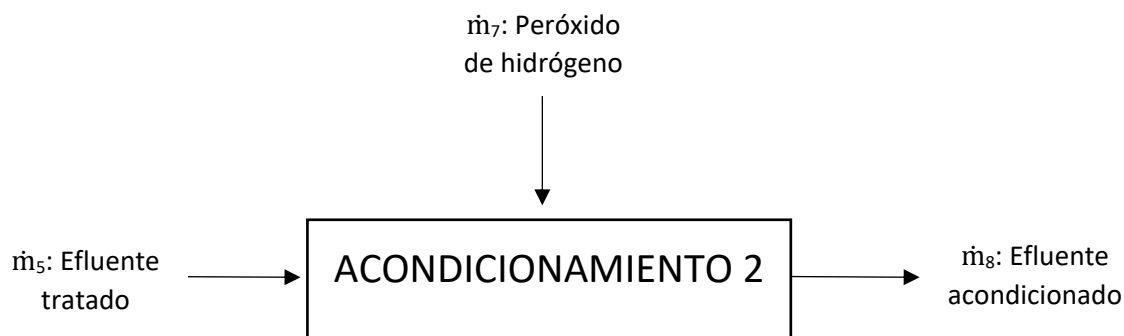 ṁ₇: Peróxido
de hidrógeno
ṁ₅: Efluente
tratado
ACONDICIONAMIENTO 2
ṁ₈: Efluente
acondicionado